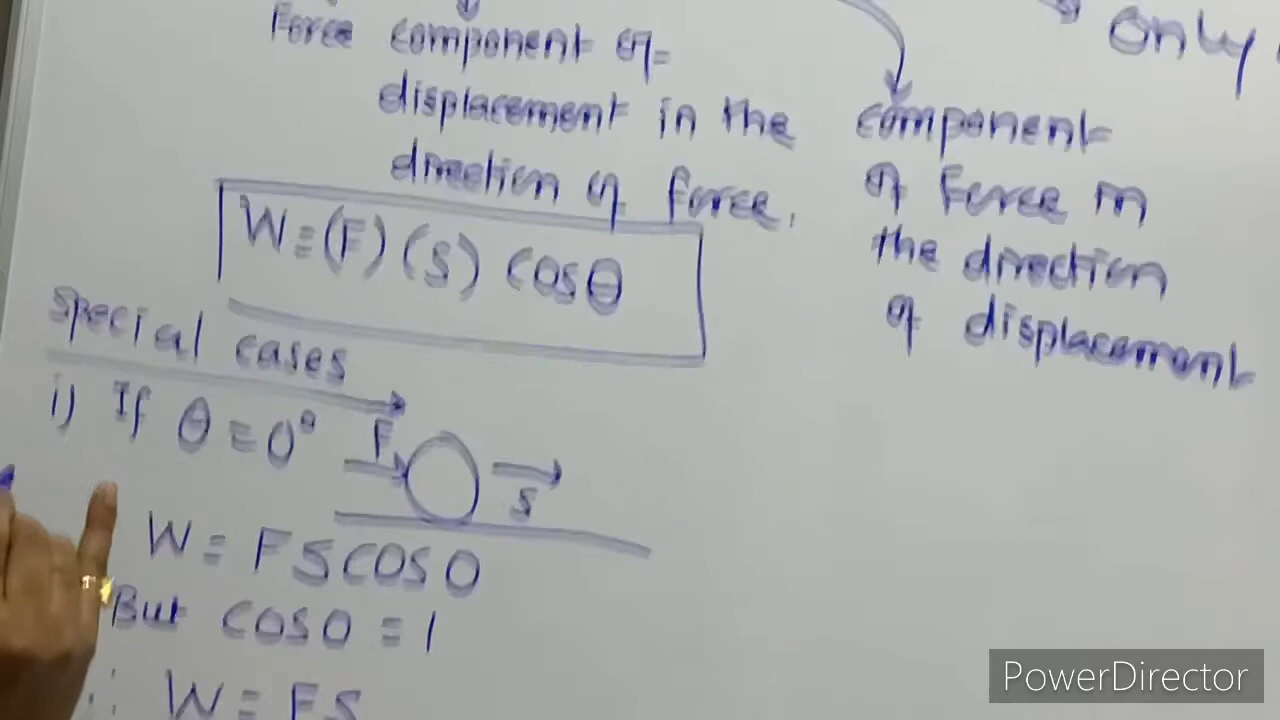 Force component of
displacement in the
direction of force.
only
component
of force in
the direction
of displacement
W = (F) (S) cosθ
special cases
i) If θ = 0°
F
S
W = F S COS 0
But COS 0 = 1
∴ W = FS
PowerDirector